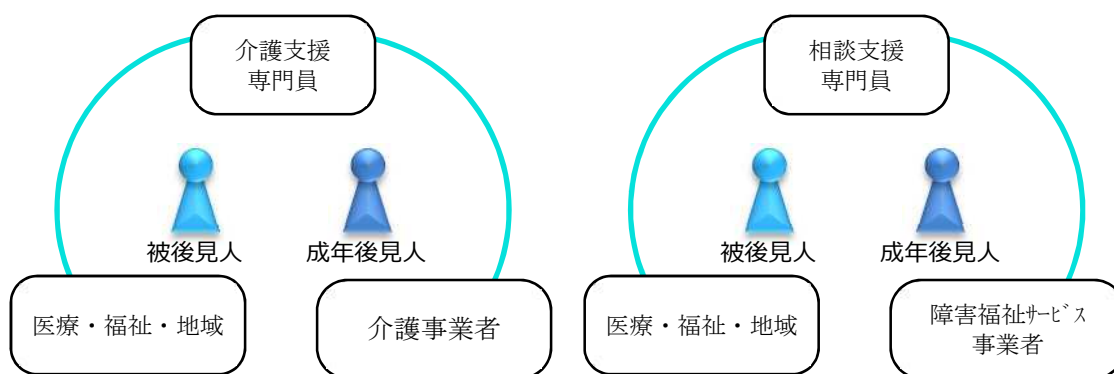 介護支援
専門員
被後見人
成年後見人
医療・福祉・地域
介護事業者
相談支援
専門員
被後見人
成年後見人
医療・福祉・地域
障害福祉ｻｰﾋﾞｽ
事業者